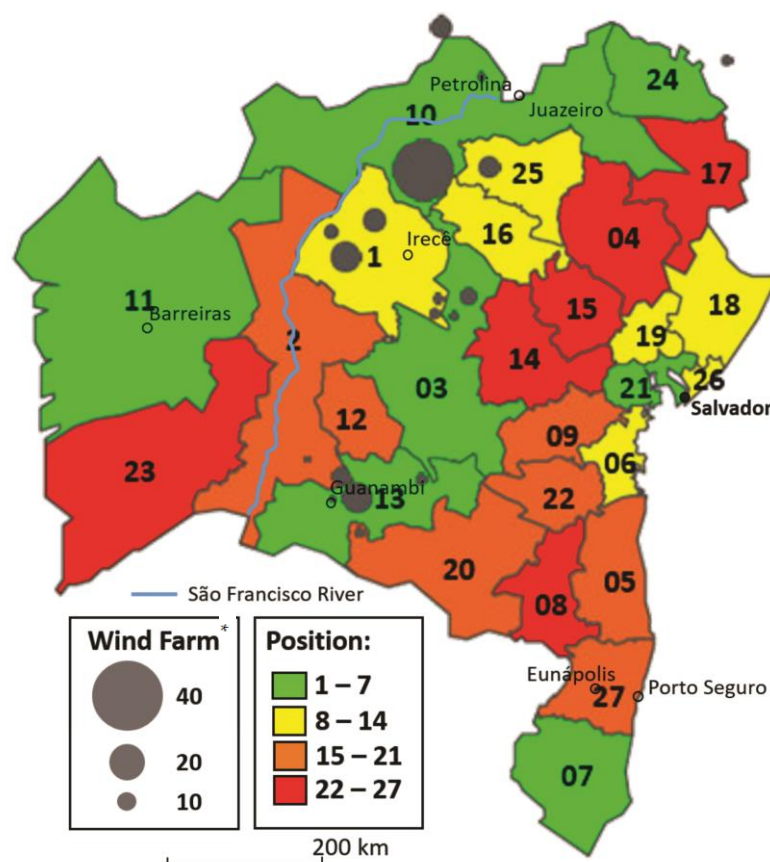 Petrolina
24
10
Juazeiro
17
25
04
16
1
Irecê
18
11
Barreiras
15
19
2
14
03
21
26
Salvador
12
09
23
06
Guanambi
13
22
20
05
São Francisco River
08
Wind Farm*
40
20
10
Position:
1 – 7
8 – 14
15 – 21
22 – 27
Eunápolis
27
Porto Seguro
07
200 km